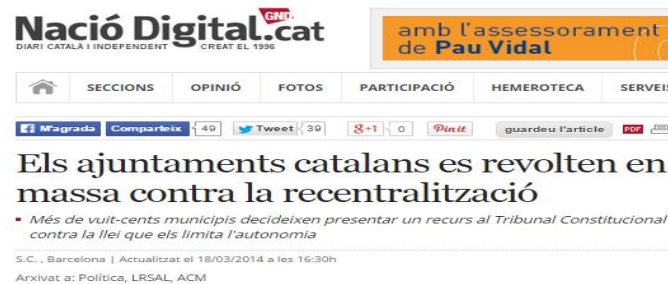 Nació Digital.cat
GND
DIARI CATALÀ I INDEPENDENT CREAT EL 1996
amb l'assessorament
de Pau Vidal
SECCIONS OPINIÓ FOTOS PARTICIPACIÓ HEMEROTECA SERVEIS
M'agrada Comparteix 49 Tweet 39 g+1 0 Pinit guardeu l'article PDF
Els ajuntaments catalans es revolten en
massa contra la recentralització
Més de vuit-cents municipis decideixen presentar un recurs al Tribunal Constitucional
contra la llei que els limita l'autonomia
S.C. , Barcelona | Actualitzat el 18/03/2014 a les 16:30h
Arxivat a: Política, LRSAL, ACM